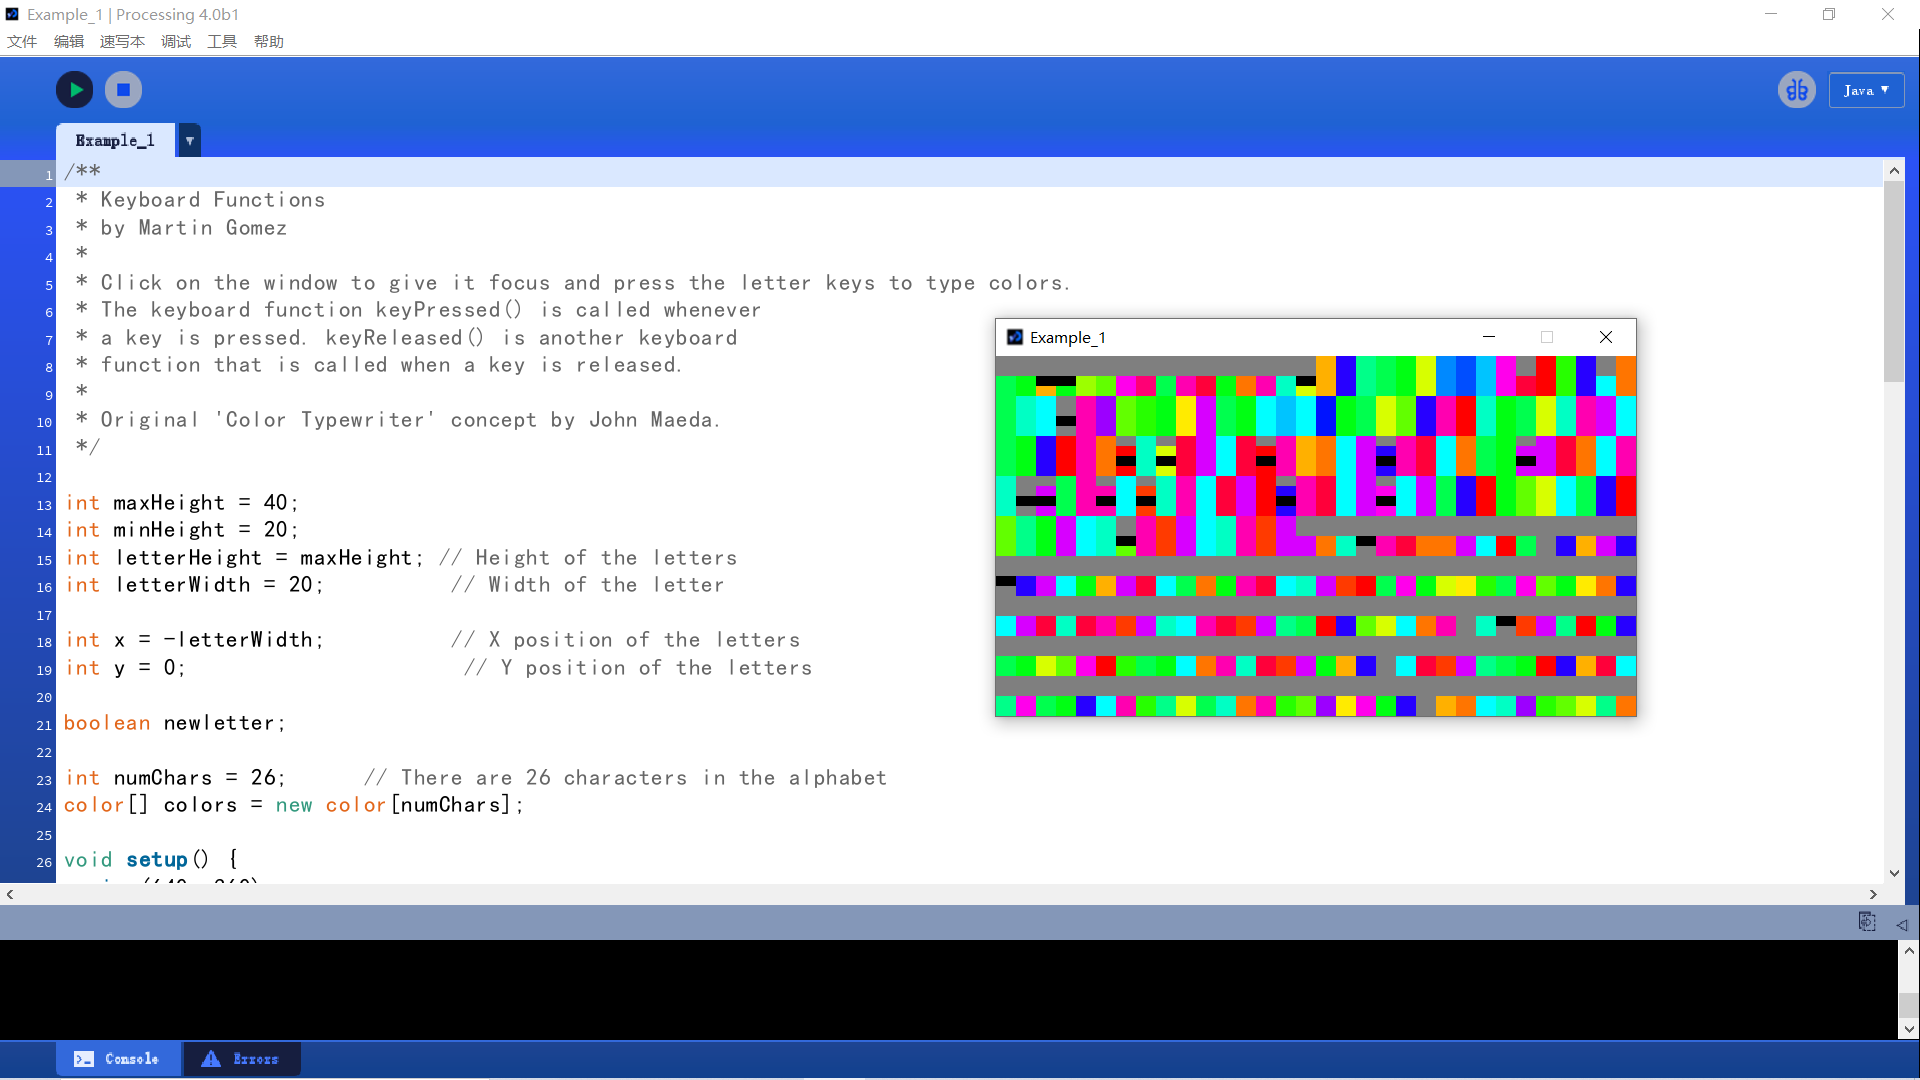 Example_1 | Processing 4.0b1
文件 编辑 速写本 调试 工具 帮助
Java ▼
Example_1 ▼
1 /**
2 * Keyboard Functions
3 * by Martin Gomez
4 *
5 * Click on the window to give it focus and press the letter keys to type colors.
6 * The keyboard function keyPressed() is called whenever
7 * a key is pressed. keyReleased() is another keyboard
8 * function that is called when a key is released.
9 *
10 * Original 'Color Typewriter' concept by John Maeda.
11 */
12
13 int maxHeight = 40;
14 int minHeight = 20;
15 int letterHeight = maxHeight; // Height of the letters
16 int letterWidth = 20; // Width of the letter
17
18 int x = -letterWidth; // X position of the letters
19 int y = 0; // Y position of the letters
20
21 boolean newletter;
22
23 int numChars = 26; // There are 26 characters in the alphabet
24 color[] colors = new color[numChars];
25
26 void setup() {
Example_1
Console
Errors